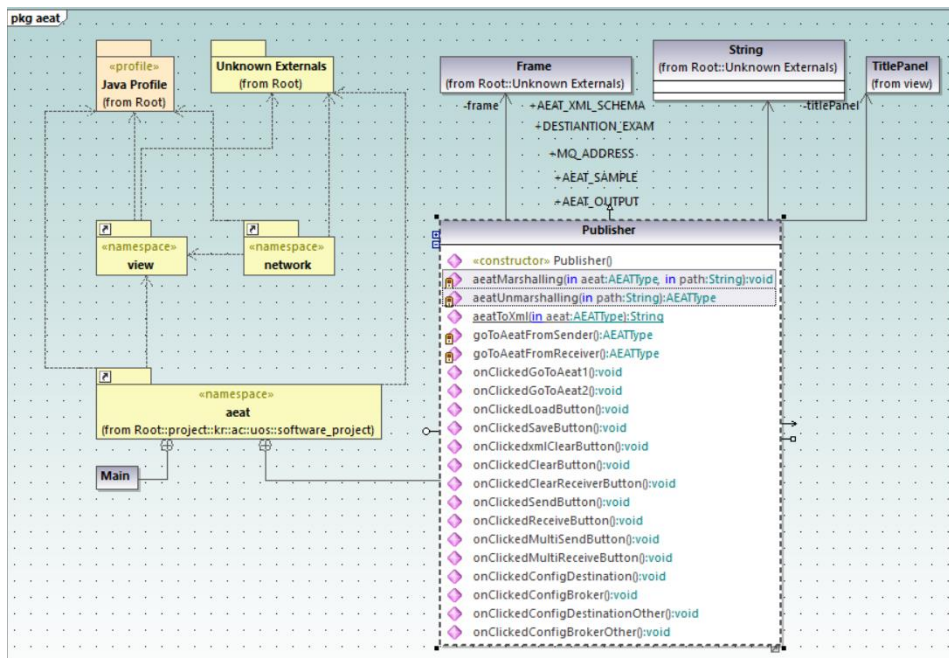 pkg aeat
«profile»
Java Profile
(from Root)
Unknown Externals
(from Root)
Frame
(from Root::Unknown Externals)
String
(from Root::Unknown Externals)
TitlePanel
(from view)
-frame
+AEAT_XML_SCHEMA
-titlePanel
+DESTIANTION_EXAM
+MQ_ADDRESS
+AEAT_SAMPLE
+AEAT_OUTPUT
«namespace»
view
«namespace»
network
«namespace»
aeat
(from Root::project::kr::ac::uos::software_project)
Main
Publisher
«constructor» Publisher()
aeatMarshalling(in aeat:AEATType, in path:String):void
aeatUnmarshalling(in path:String):AEATType
aeatToXml(in aeat:AEATType):String
goToAeatFromSender():AEATType
goToAeatFromReceiver():AEATType
onClickedGoToAeat1():void
onClickedGoToAeat2():void
onClickedLoadButton():void
onClickedSaveButton():void
onClickedxmlClearButton():void
onClickedClearButton():void
onClickedClearReceiverButton():void
onClickedSendButton():void
onClickedReceiveButton():void
onClickedMultiSendButton():void
onClickedMultiReceiveButton():void
onClickedConfigDestination():void
onClickedConfigBroker():void
onClickedConfigDestinationOther():void
onClickedConfigBrokerOther():void